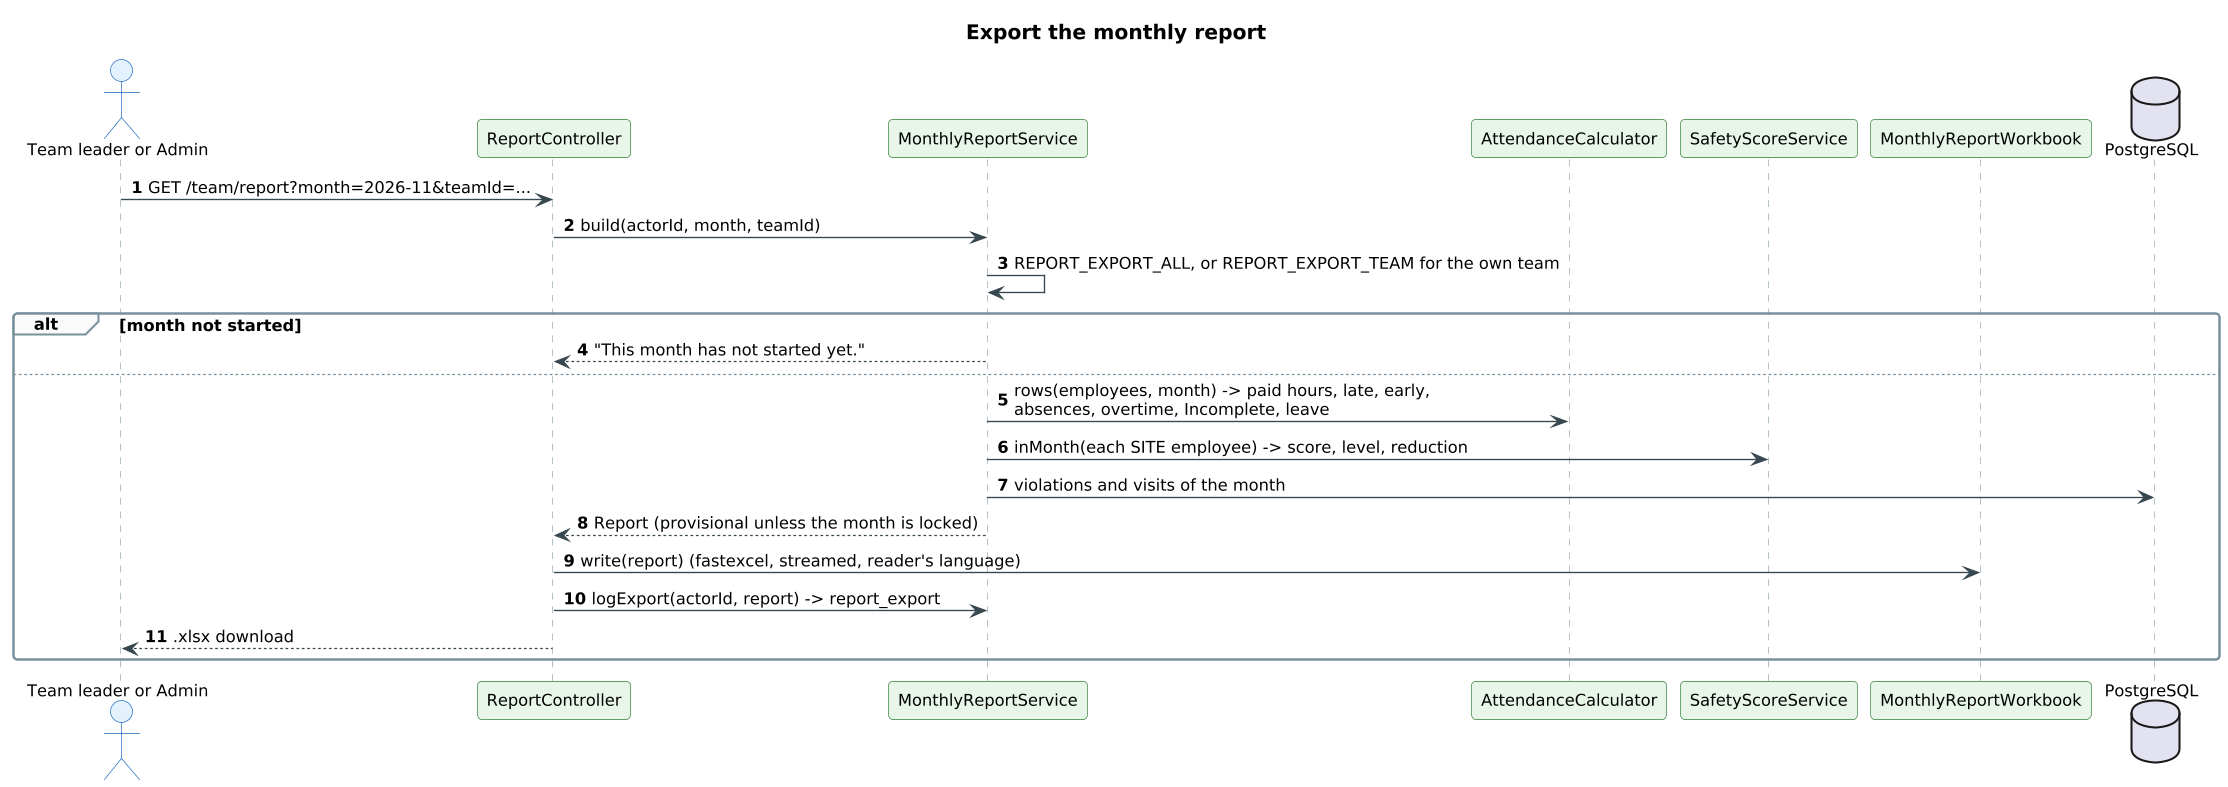 Export the monthly report
Team leader or Admin
ReportController
MonthlyReportService
AttendanceCalculator
SafetyScoreService
MonthlyReportWorkbook
PostgreSQL
1 GET /team/report?month=2026-11&teamId=...
2 build(actorId, month, teamId)
3 REPORT_EXPORT_ALL, or REPORT_EXPORT_TEAM for the own team
alt [month not started]
4 "This month has not started yet."
5 rows(employees, month) -> paid hours, late, early,
absences, overtime, Incomplete, leave
6 inMonth(each SITE employee) -> score, level, reduction
7 violations and visits of the month
8 Report (provisional unless the month is locked)
9 write(report) (fastexcel, streamed, reader's language)
10 logExport(actorId, report) -> report_export
11 .xlsx download
Team leader or Admin
ReportController
MonthlyReportService
AttendanceCalculator
SafetyScoreService
MonthlyReportWorkbook
PostgreSQL